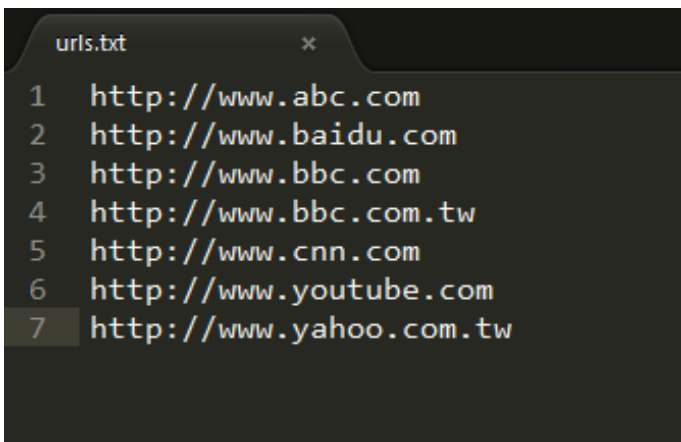 urls.txt ×
1 http://www.abc.com
2 http://www.baidu.com
3 http://www.bbc.com
4 http://www.bbc.com.tw
5 http://www.cnn.com
6 http://www.youtube.com
7 http://www.yahoo.com.tw